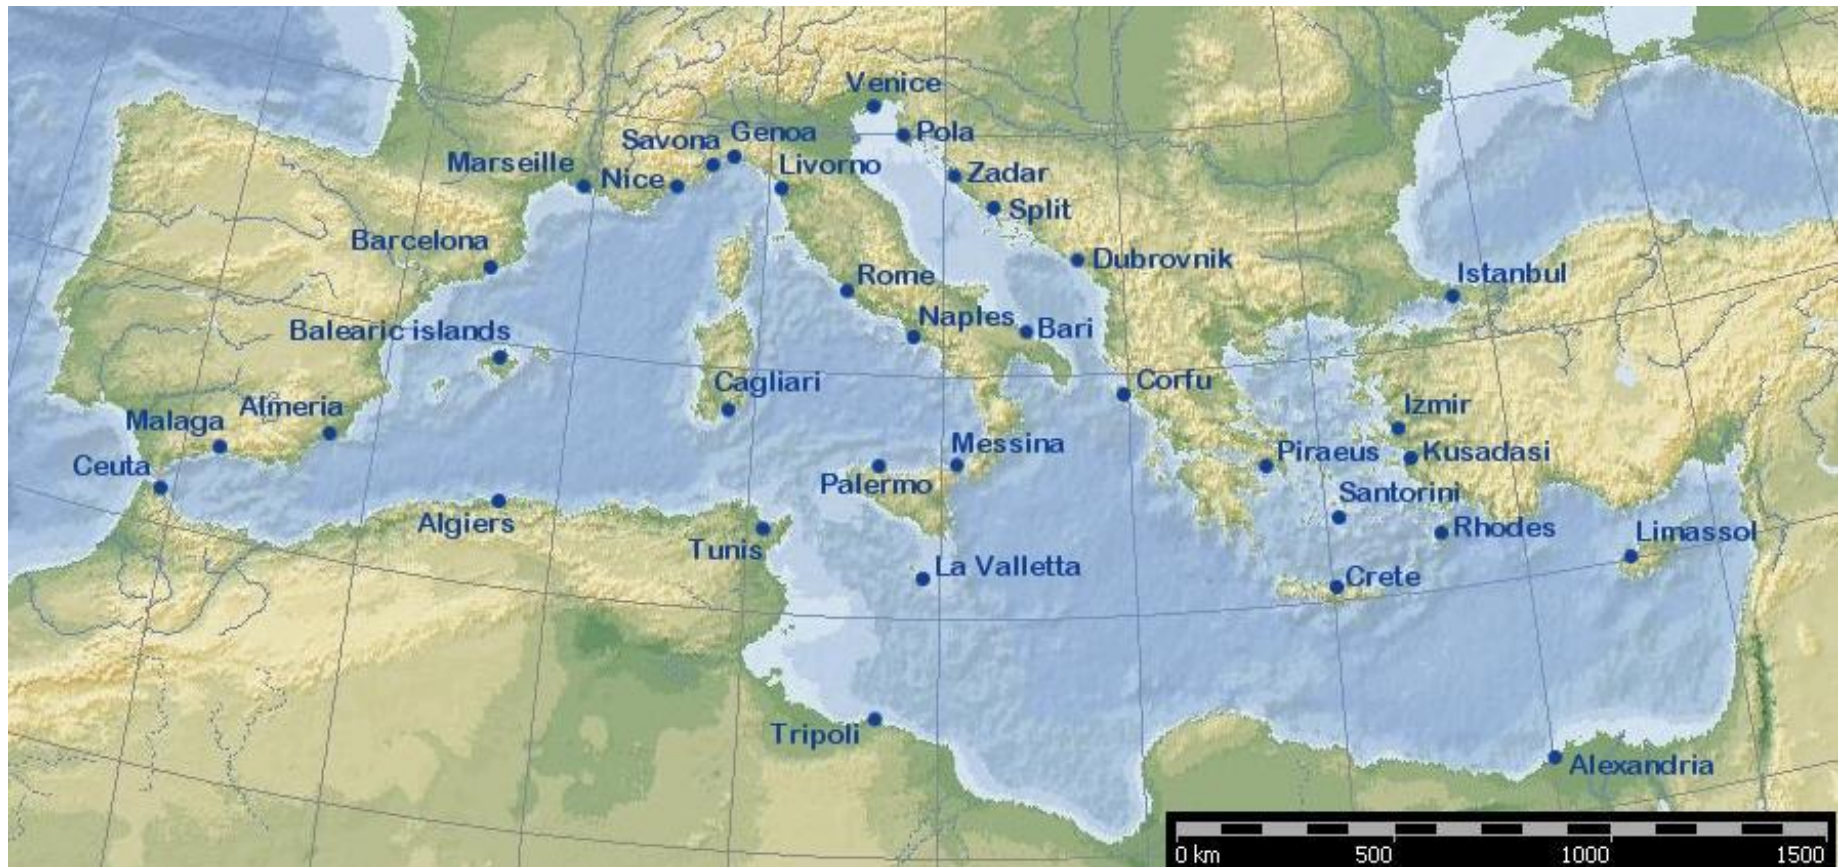 Venice
Pola
Savona
Genoa
Marseille
Nice
Livorno
Zadar
Split
Barcelona
Dubrovnik
Rome
Istanbul
Balearic islands
Naples
Bari
Cagliari
Corfu
Malaga
Almeria
Izmir
Messina
Piraeus
Kusadasi
Ceuta
Palermo
Santorini
Algiers
Tunis
Rhodes
Limassol
La Valletta
Crete
Tripoli
Alexandria
0 km 500 1000 1500